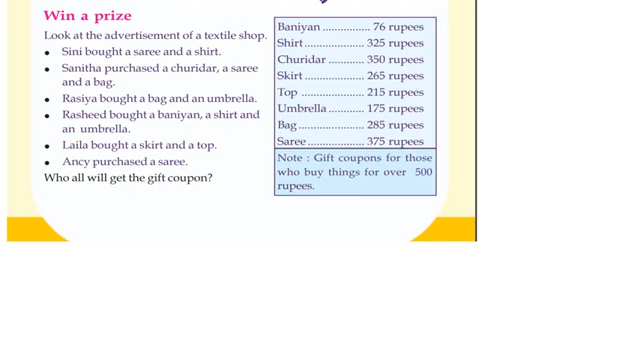 Win a prize
Look at the advertisement of a textile shop.
• Sini bought a saree and a shirt.
• Sanitha purchased a churidar, a saree
and a bag.
• Rasiya bought a bag and an umbrella.
• Rasheed bought a baniyan, a shirt and
an umbrella.
• Laila bought a skirt and a top.
• Ancy purchased a saree.
Who all will get the gift coupon?
Baniyan ................ 76 rupees
Shirt .................... 325 rupees
Churidar ............ 350 rupees
Skirt .................... 265 rupees
Top ...................... 215 rupees
Umbrella ............ 175 rupees
Bag ...................... 285 rupees
Saree ................... 375 rupees
Note : Gift coupons for those
who buy things for over 500
rupees.